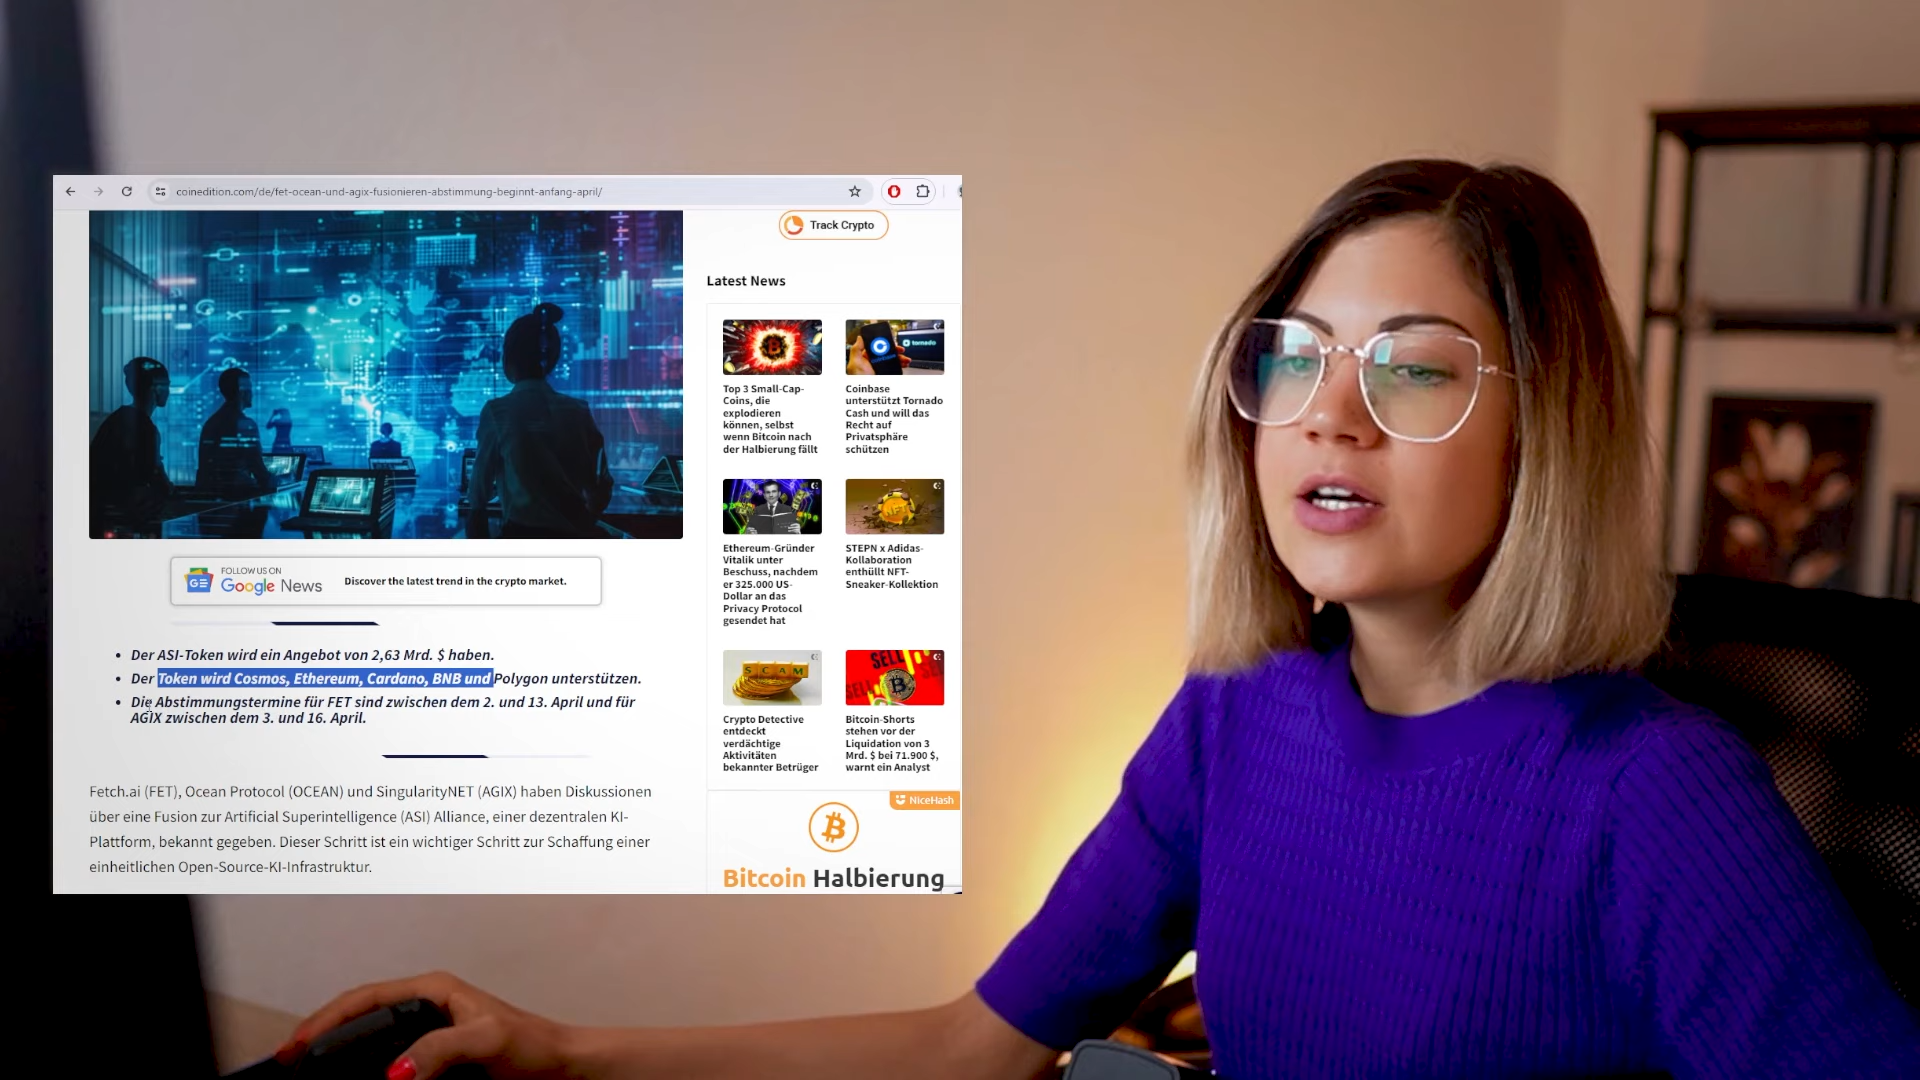 coinedition.com/de/fet-ocean-und-agix-fusionieren-abstimmung-beginnt-anfang-april/
Track Crypto
Latest News
Top 3 Small-Cap-
Coins, die
explodieren
können, selbst
wenn Bitcoin nach
der Halbierung fällt
tornado
Coinbase
unterstützt Tornado
Cash und will das
Recht auf
Privatsphäre
schützen
Ethereum-Gründer
Vitalik unter
Beschuss, nachdem
er 325.000 US-
Dollar an das
Privacy Protocol
gesendet hat
STEPN x Adidas-
Kollaboration
enthüllt NFT-
Sneaker-Kollektion
SCAM
Crypto Detective
entdeckt
verdächtige
Aktivitäten
bekannter Betrüger
SELL
Bitcoin-Shorts
stehen vor der
Liquidation von 3
Mrd. $ bei 71.900 $,
warnt ein Analyst
NiceHash
Bitcoin Halbierung
GE
FOLLOW US ON
Google News
Discover the latest trend in the crypto market.
• Der ASI-Token wird ein Angebot von 2,63 Mrd. $ haben.
• Der Token wird Cosmos, Ethereum, Cardano, BNB und Polygon unterstützen.
• Die Abstimmungstermine für FET sind zwischen dem 2. und 13. April und für
AGIX zwischen dem 3. und 16. April.
Fetch.ai (FET), Ocean Protocol (OCEAN) und SingularityNET (AGIX) haben Diskussionen
über eine Fusion zur Artificial Superintelligence (ASI) Alliance, einer dezentralen KI-
Plattform, bekannt gegeben. Dieser Schritt ist ein wichtiger Schritt zur Schaffung einer
einheitlichen Open-Source-KI-Infrastruktur.